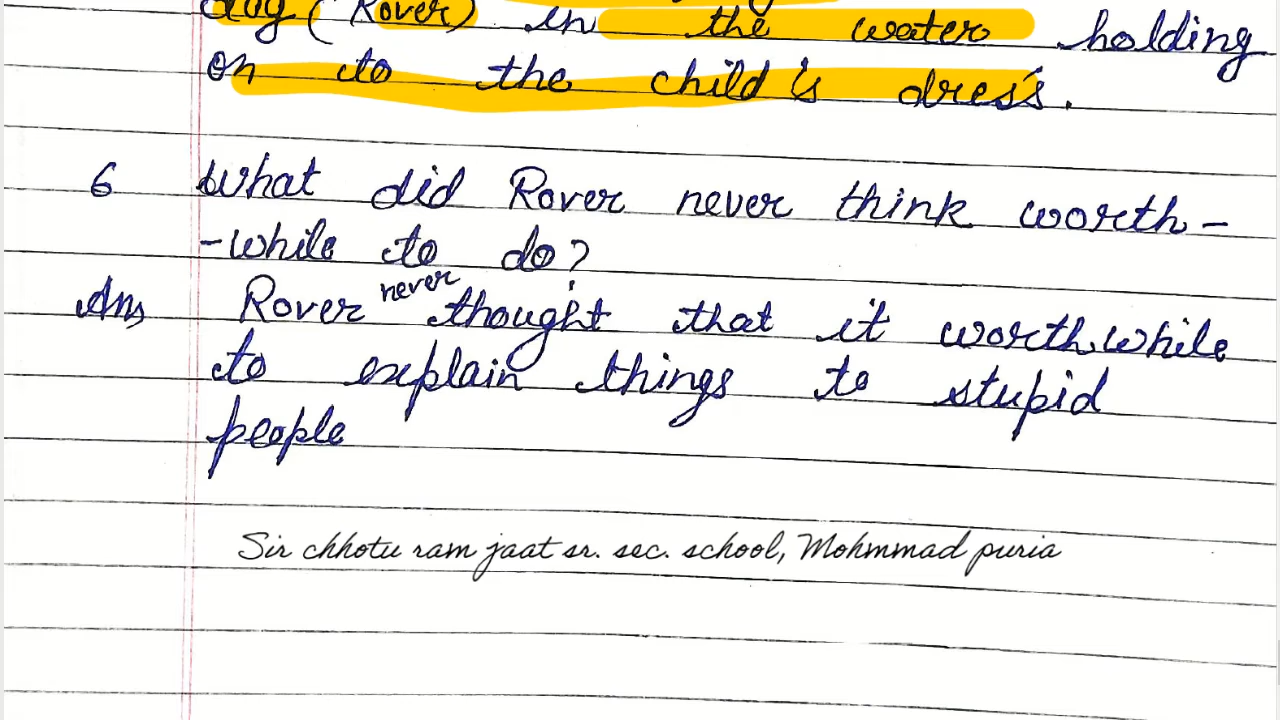 dog (Rover) in the water holding
on to the child's dress.
6 What did Rover never think worth-
-while to do?
Ans Rover never thought that it worthwhile
to explain things to stupid
people
Sir chhotu ram jaat sr. sec. school, Mohmmad puria